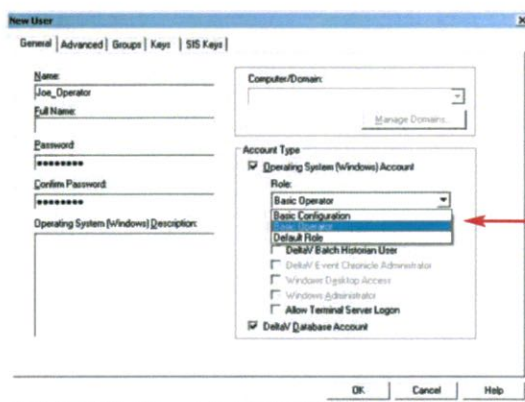 New User
General Advanced Groups Keys SIS Keys
Name:
Joe_Operator
Full Name:
Password
Confirm Password:
Operating System (Windows) Description:
Computer/Domain:
Manage Domains...
Account Type
Operating System (Windows) Account
Role:
Basic Operator
Basic Configuration
Basic Operator
Default Role
DeltaV Batch Historian User
DeltaV Event Chronicle Administrator
Windows Desktop Access
Windows Administrator
Allow Terminal Server Logon
DeltaV Database Account
OK Cancel Help